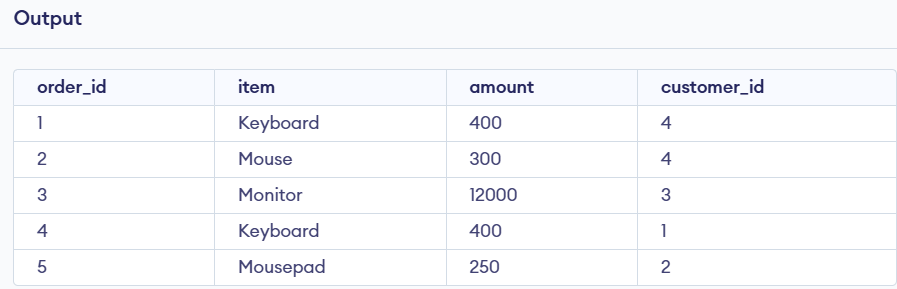 Output
order_id item amount customer_id
1 Keyboard 400 4
2 Mouse 300 4
3 Monitor 12000 3
4 Keyboard 400 1
5 Mousepad 250 2